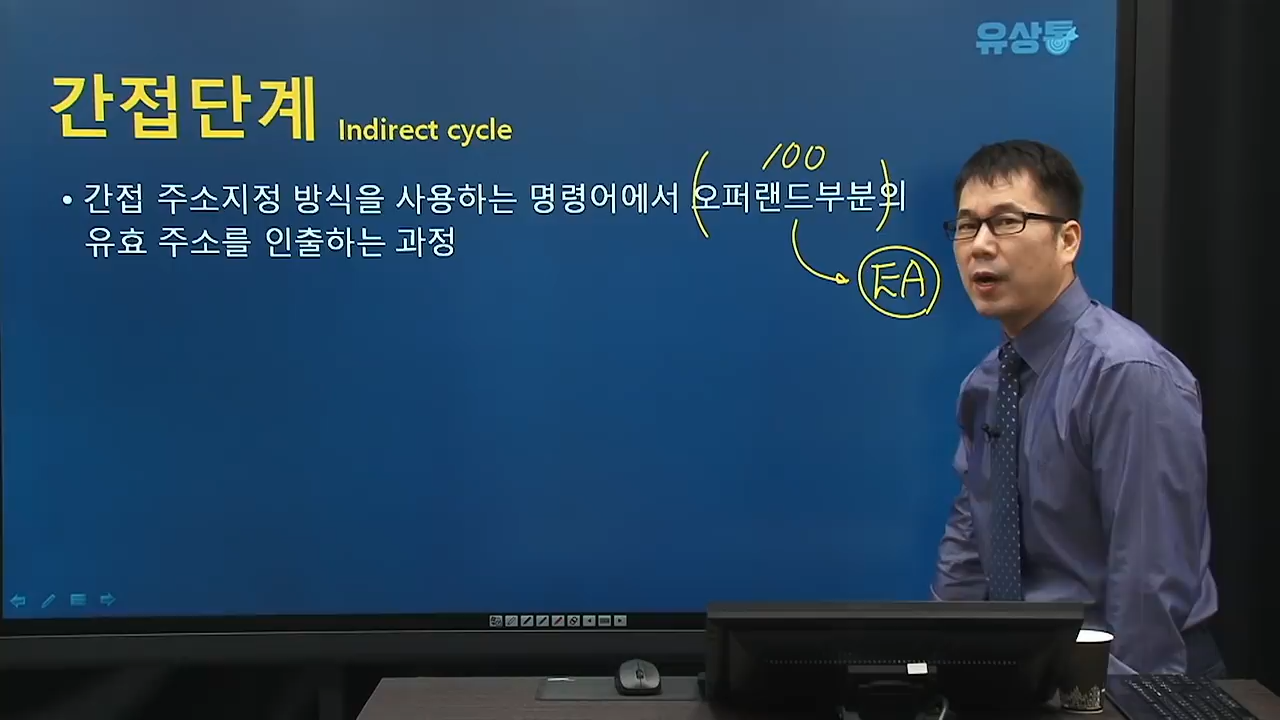 유상통
간접단계 Indirect cycle
100
• 간접 주소지정 방식을 사용하는 명령어에서 (오퍼랜드부분)의
유효 주소를 인출하는 과정
EA